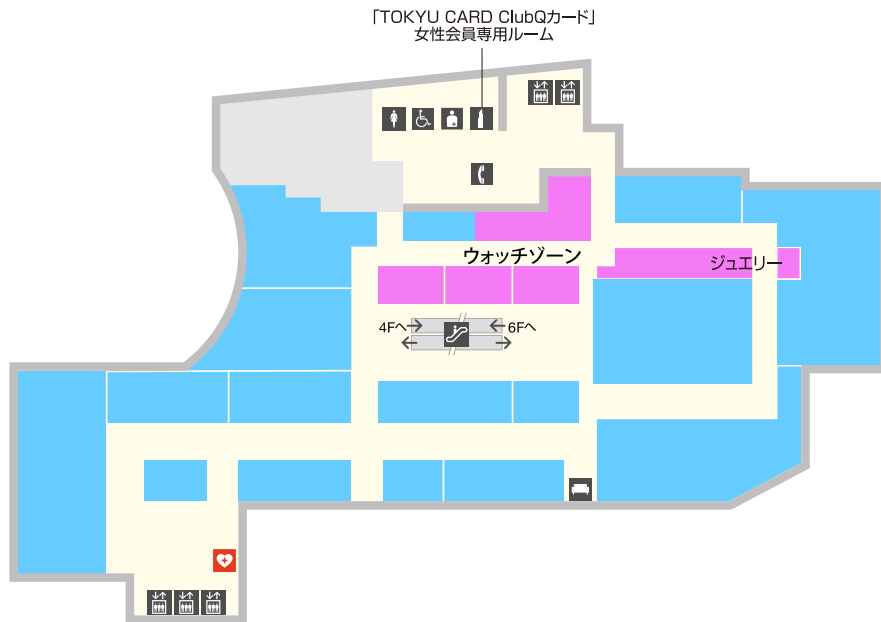 「TOKYU CARD ClubQカード」
女性会員専用ルーム
ウォッチゾーン
ジュエリー
4Fへ
6Fへ